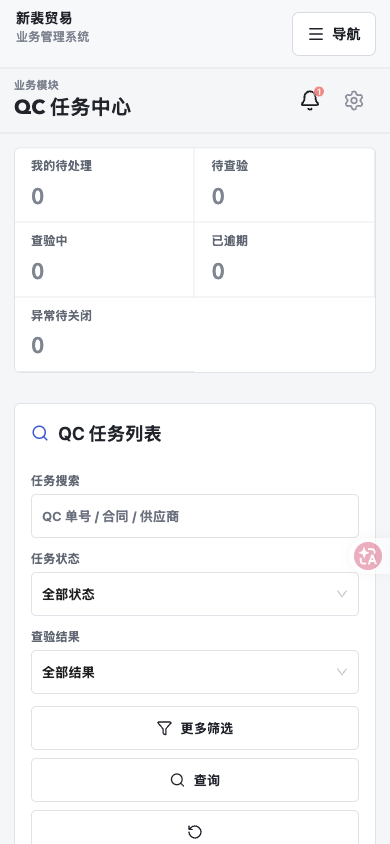 新裴贸易
业务管理系统
导航
业务模块
QC 任务中心
1
我的待处理
待查验
0
0
查验中
已逾期
0
0
异常待关闭
0
QC 任务列表
任务搜索
QC 单号 / 合同 / 供应商
任务状态
全部状态
查验结果
全部结果
更多筛选
查询